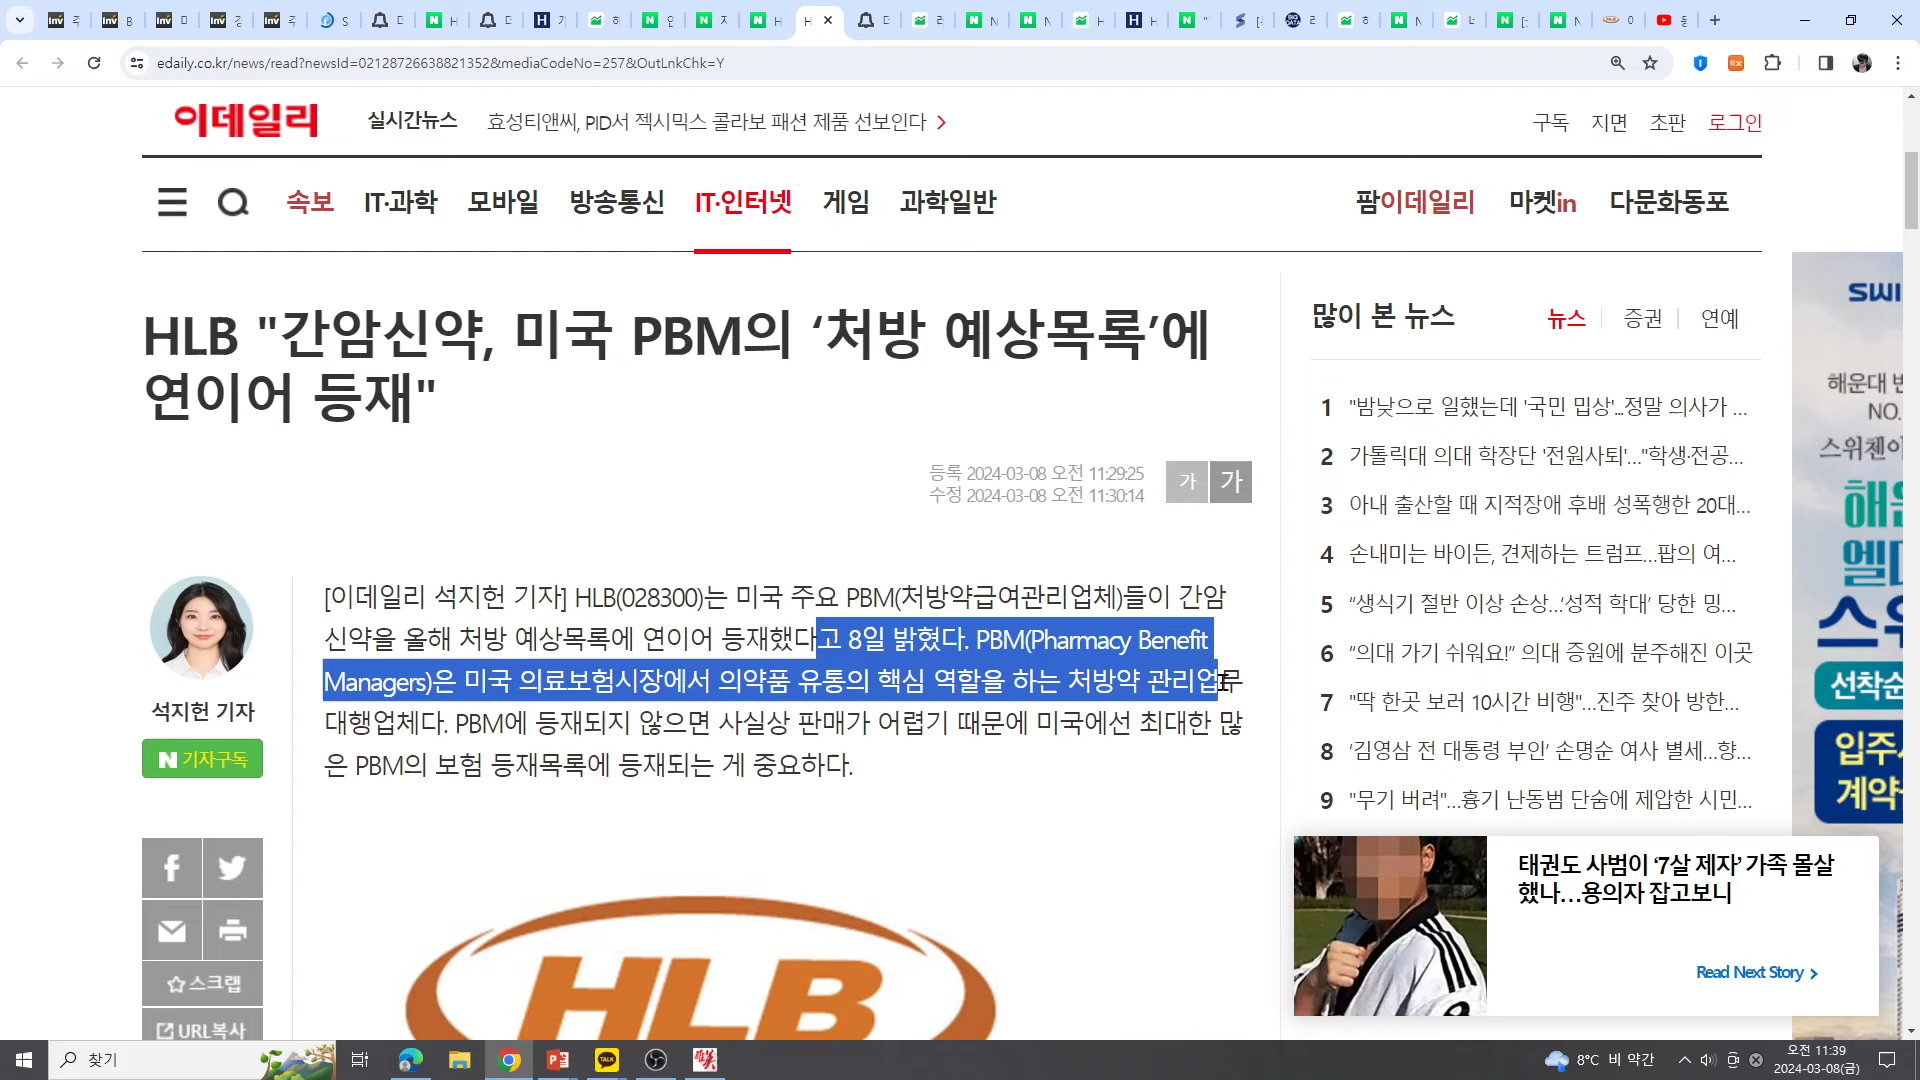 edaily.co.kr/news/read?newsId=02128726638821352&mediaCodeNo=257&OutLnkChk=Y
이데일리
실시간뉴스
효성티앤씨, PID서 젝시믹스 콜라보 패션 제품 선보인다
구독 지면 초판 로그인
속보 IT·과학 모바일 방송통신 IT·인터넷 게임 과학일반
팜이데일리 마켓in 다문화동포
HLB "간암신약, 미국 PBM의 ‘처방 예상목록’에
연이어 등재"
등록 2024-03-08 오전 11:29:25
수정 2024-03-08 오전 11:30:14
가 가
석지헌 기자
N 기자구독
스크랩
URL복사
[이데일리 석지헌 기자] HLB(028300)는 미국 주요 PBM(처방약급여관리업체)들이 간암
신약을 올해 처방 예상목록에 연이어 등재했다고 8일 밝혔다. PBM(Pharmacy Benefit
Managers)은 미국 의료보험시장에서 의약품 유통의 핵심 역할을 하는 처방약 관리업무
대행업체다. PBM에 등재되지 않으면 사실상 판매가 어렵기 때문에 미국에선 최대한 많
은 PBM의 보험 등재목록에 등재되는 게 중요하다.
HLB
많이 본 뉴스
뉴스 증권 연예
1 "밤낮으로 일했는데 '국민 밉상'...정말 의사가 ...
2 가톨릭대 의대 학장단 '전원사퇴'..."학생·전공...
3 아내 출산할 때 지적장애 후배 성폭행한 20대...
4 손내미는 바이든, 견제하는 트럼프...팝의 여...
5 “생식기 절반 이상 손상...‘성적 학대’ 당한 밍...
6 “의대 가기 쉬워요!” 의대 증원에 분주해진 이곳
7 "딱 한곳 보러 10시간 비행"...진주 찾아 방한...
8 ‘김영삼 전 대통령 부인’ 손명순 여사 별세...향...
9 "무기 버려"...흉기 난동범 단숨에 제압한 시민...
태권도 사범이 ‘7살 제자’ 가족 몰살
했나...용의자 잡고보니
Read Next Story
해운대
NO.
선착순
입주
계약
찾기
8°C 비 약간
오전 11:39
2024-03-08(금)